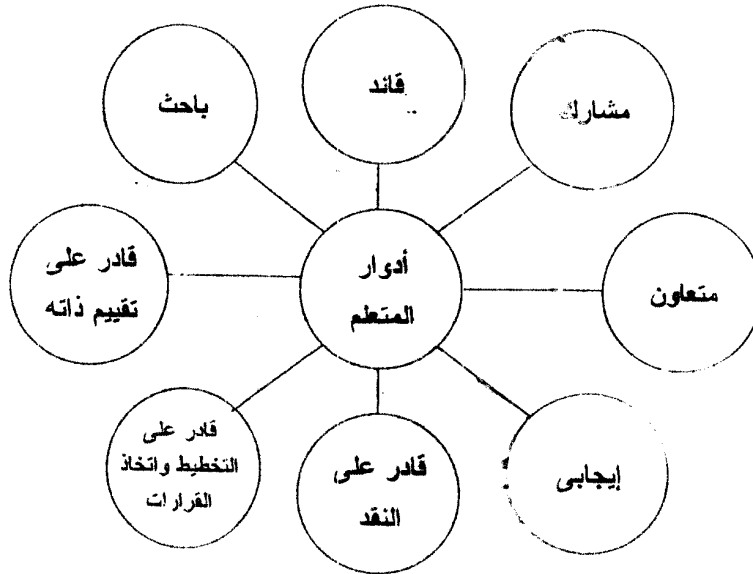 قائد
مشارك
باحث
أدوار
المتعلم
متعاون
قادر على
تقييم ذاته
إيجابى
قادر على
النقد
قادر على
التخطيط واتخاذ
القرارات